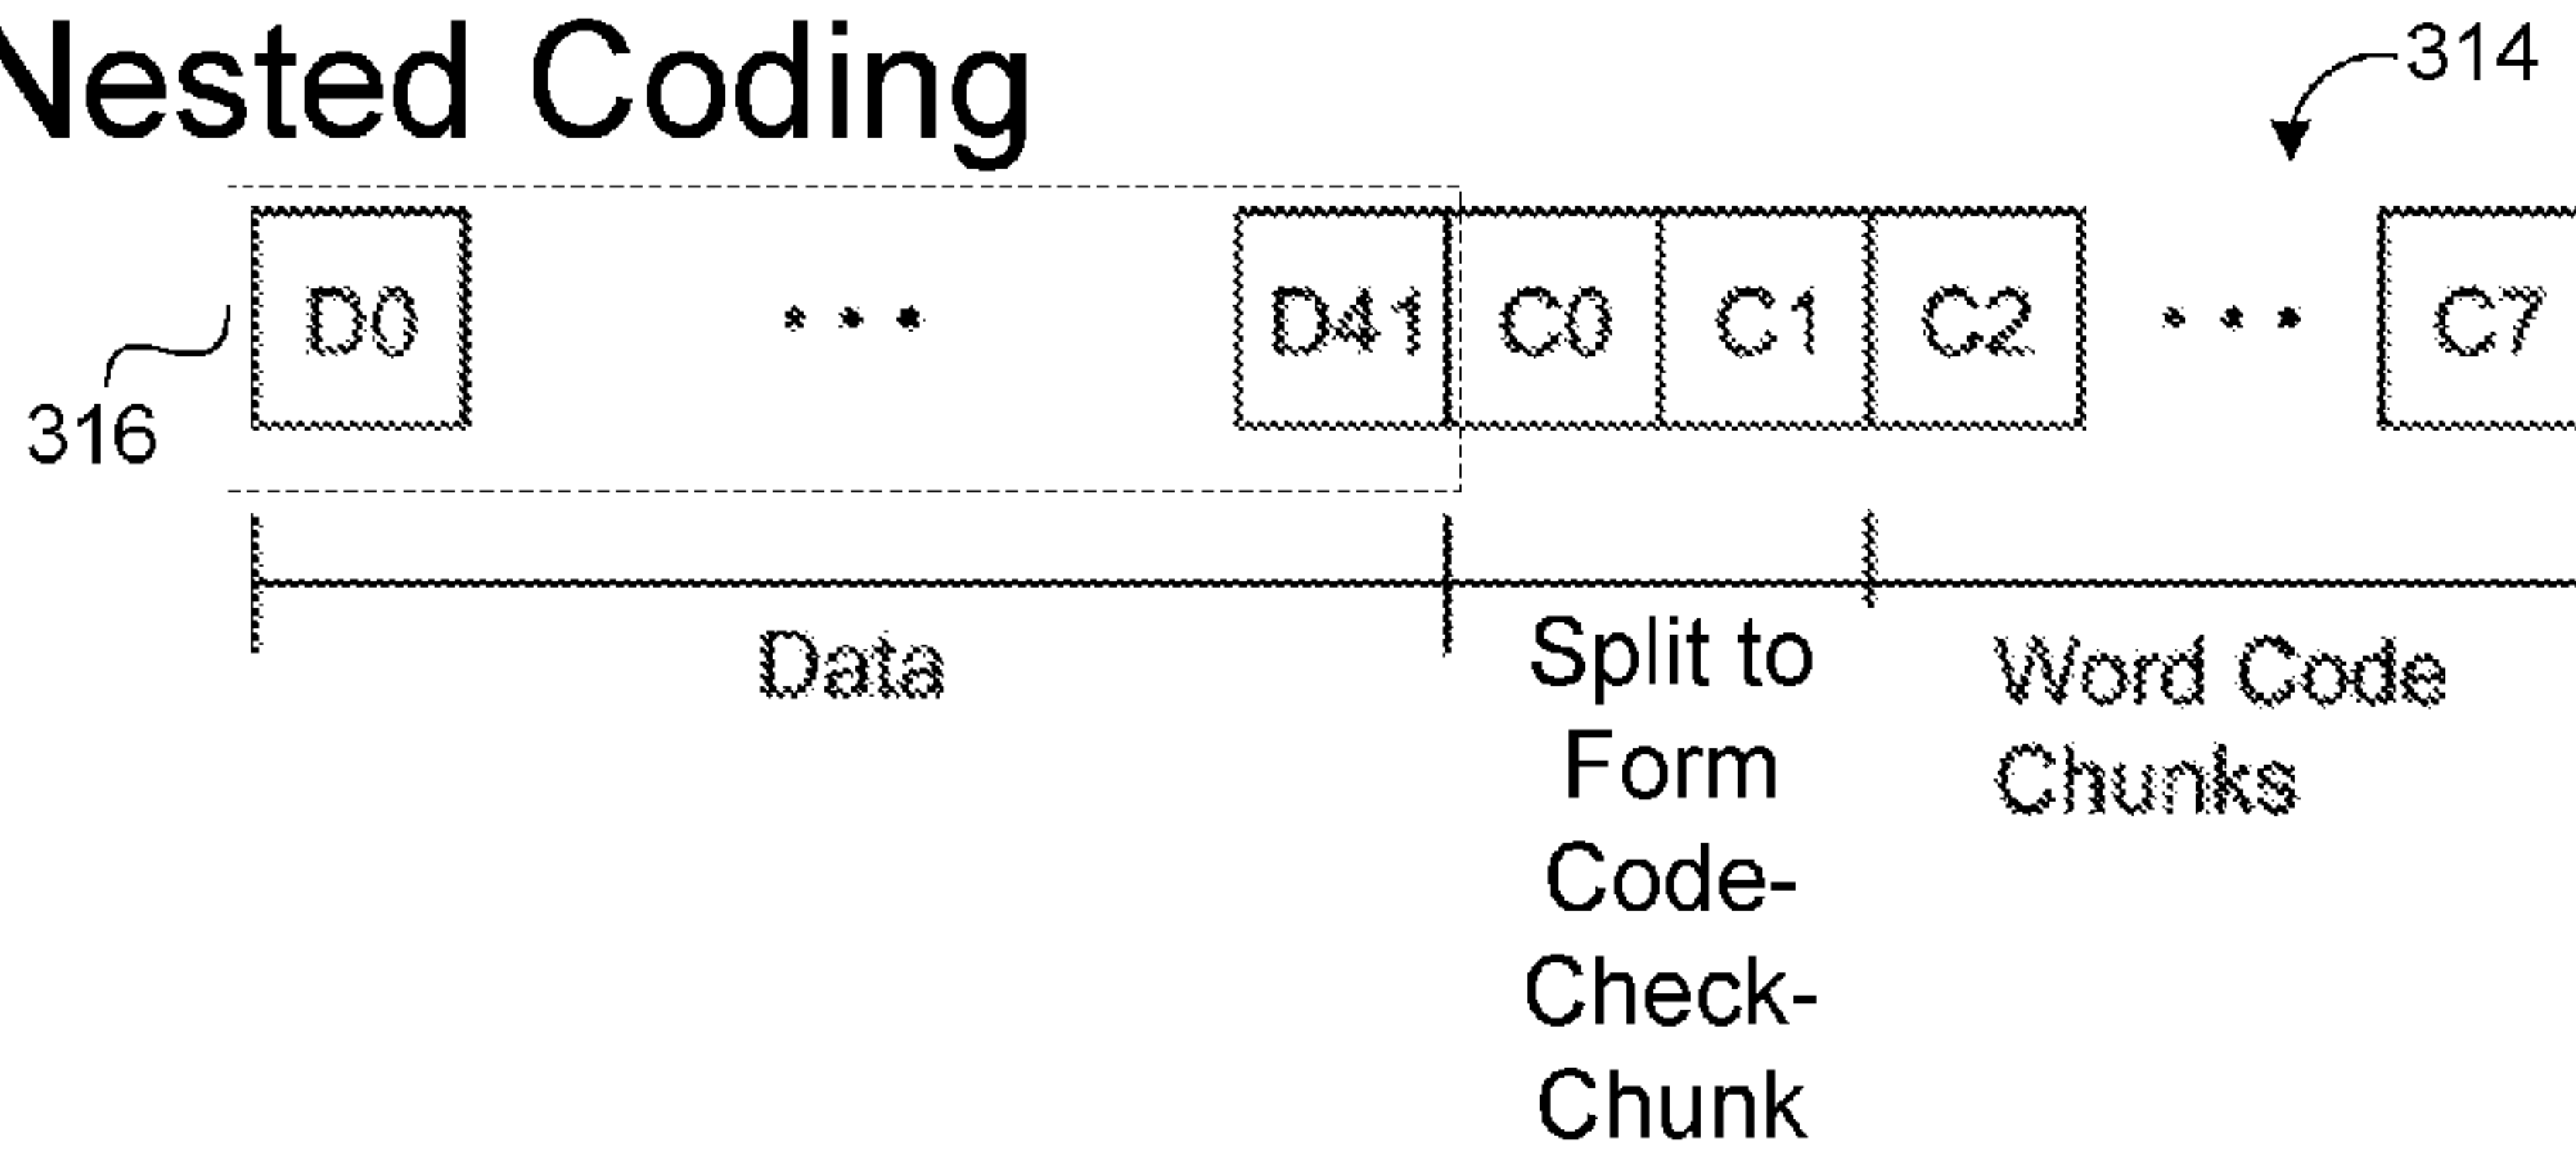 Nested Coding
314
D0 ... D41 C0 C1 C2 ... C7
316
Data
Split to
Form
Code-
Check-
Chunk
Word Code
Chunks